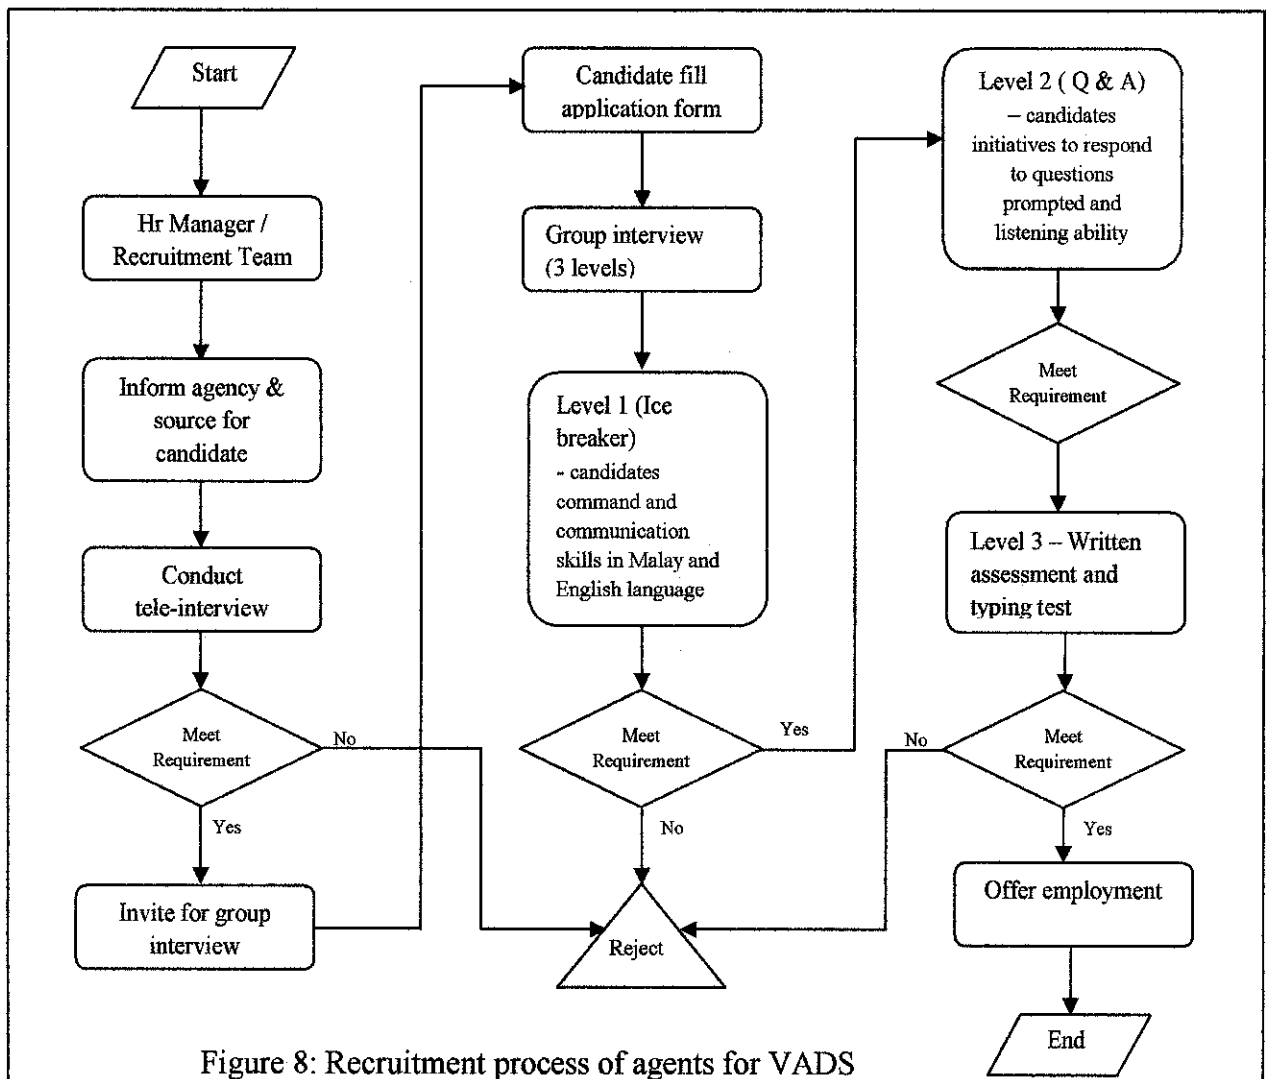 Start
Hr Manager /
Recruitment Team
Inform agency &
source for
candidate
Conduct
tele-interview
Meet
Requirement
No
Yes
Invite for group
interview
Candidate fill
application form
Group interview
(3 levels)
Level 1 (Ice
breaker)
- candidates
command and
communication
skills in Malay and
English language
Meet
Requirement
Yes
No
Reject
Level 2 ( Q & A)
– candidates
initiatives to respond
to questions
prompted and
listening ability
Meet
Requirement
Level 3 – Written
assessment and
typing test
Meet
Requirement
No
Yes
Offer employment
End
Figure 8: Recruitment process of agents for VADS